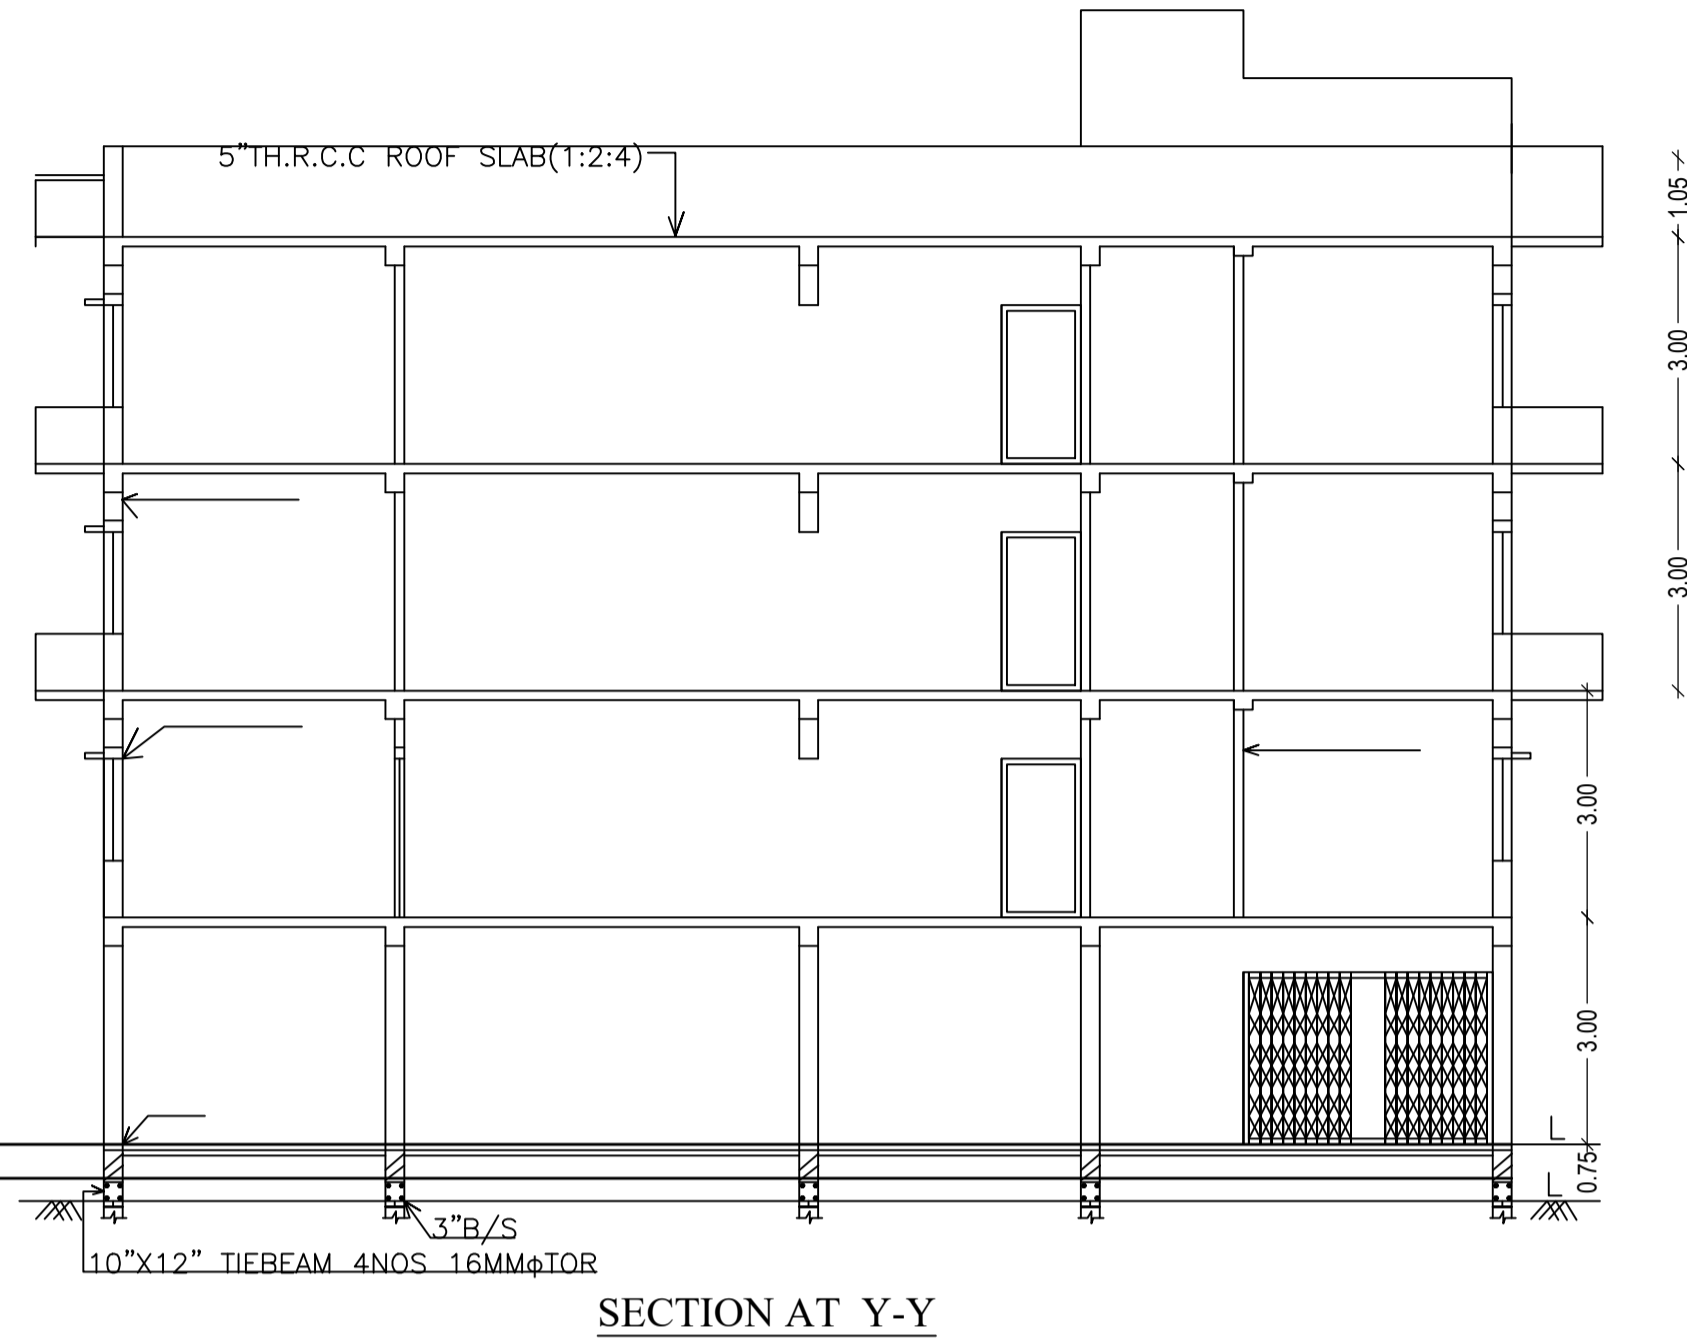 5"TH.R.C.C ROOF SLAB(1:2:4)
1.05
3.00
3.00
3.00
3.00
L
0.75
L
3"B/S
10"X12" TIEBEAM 4NOS 16MMϕTOR
SECTION AT Y-Y